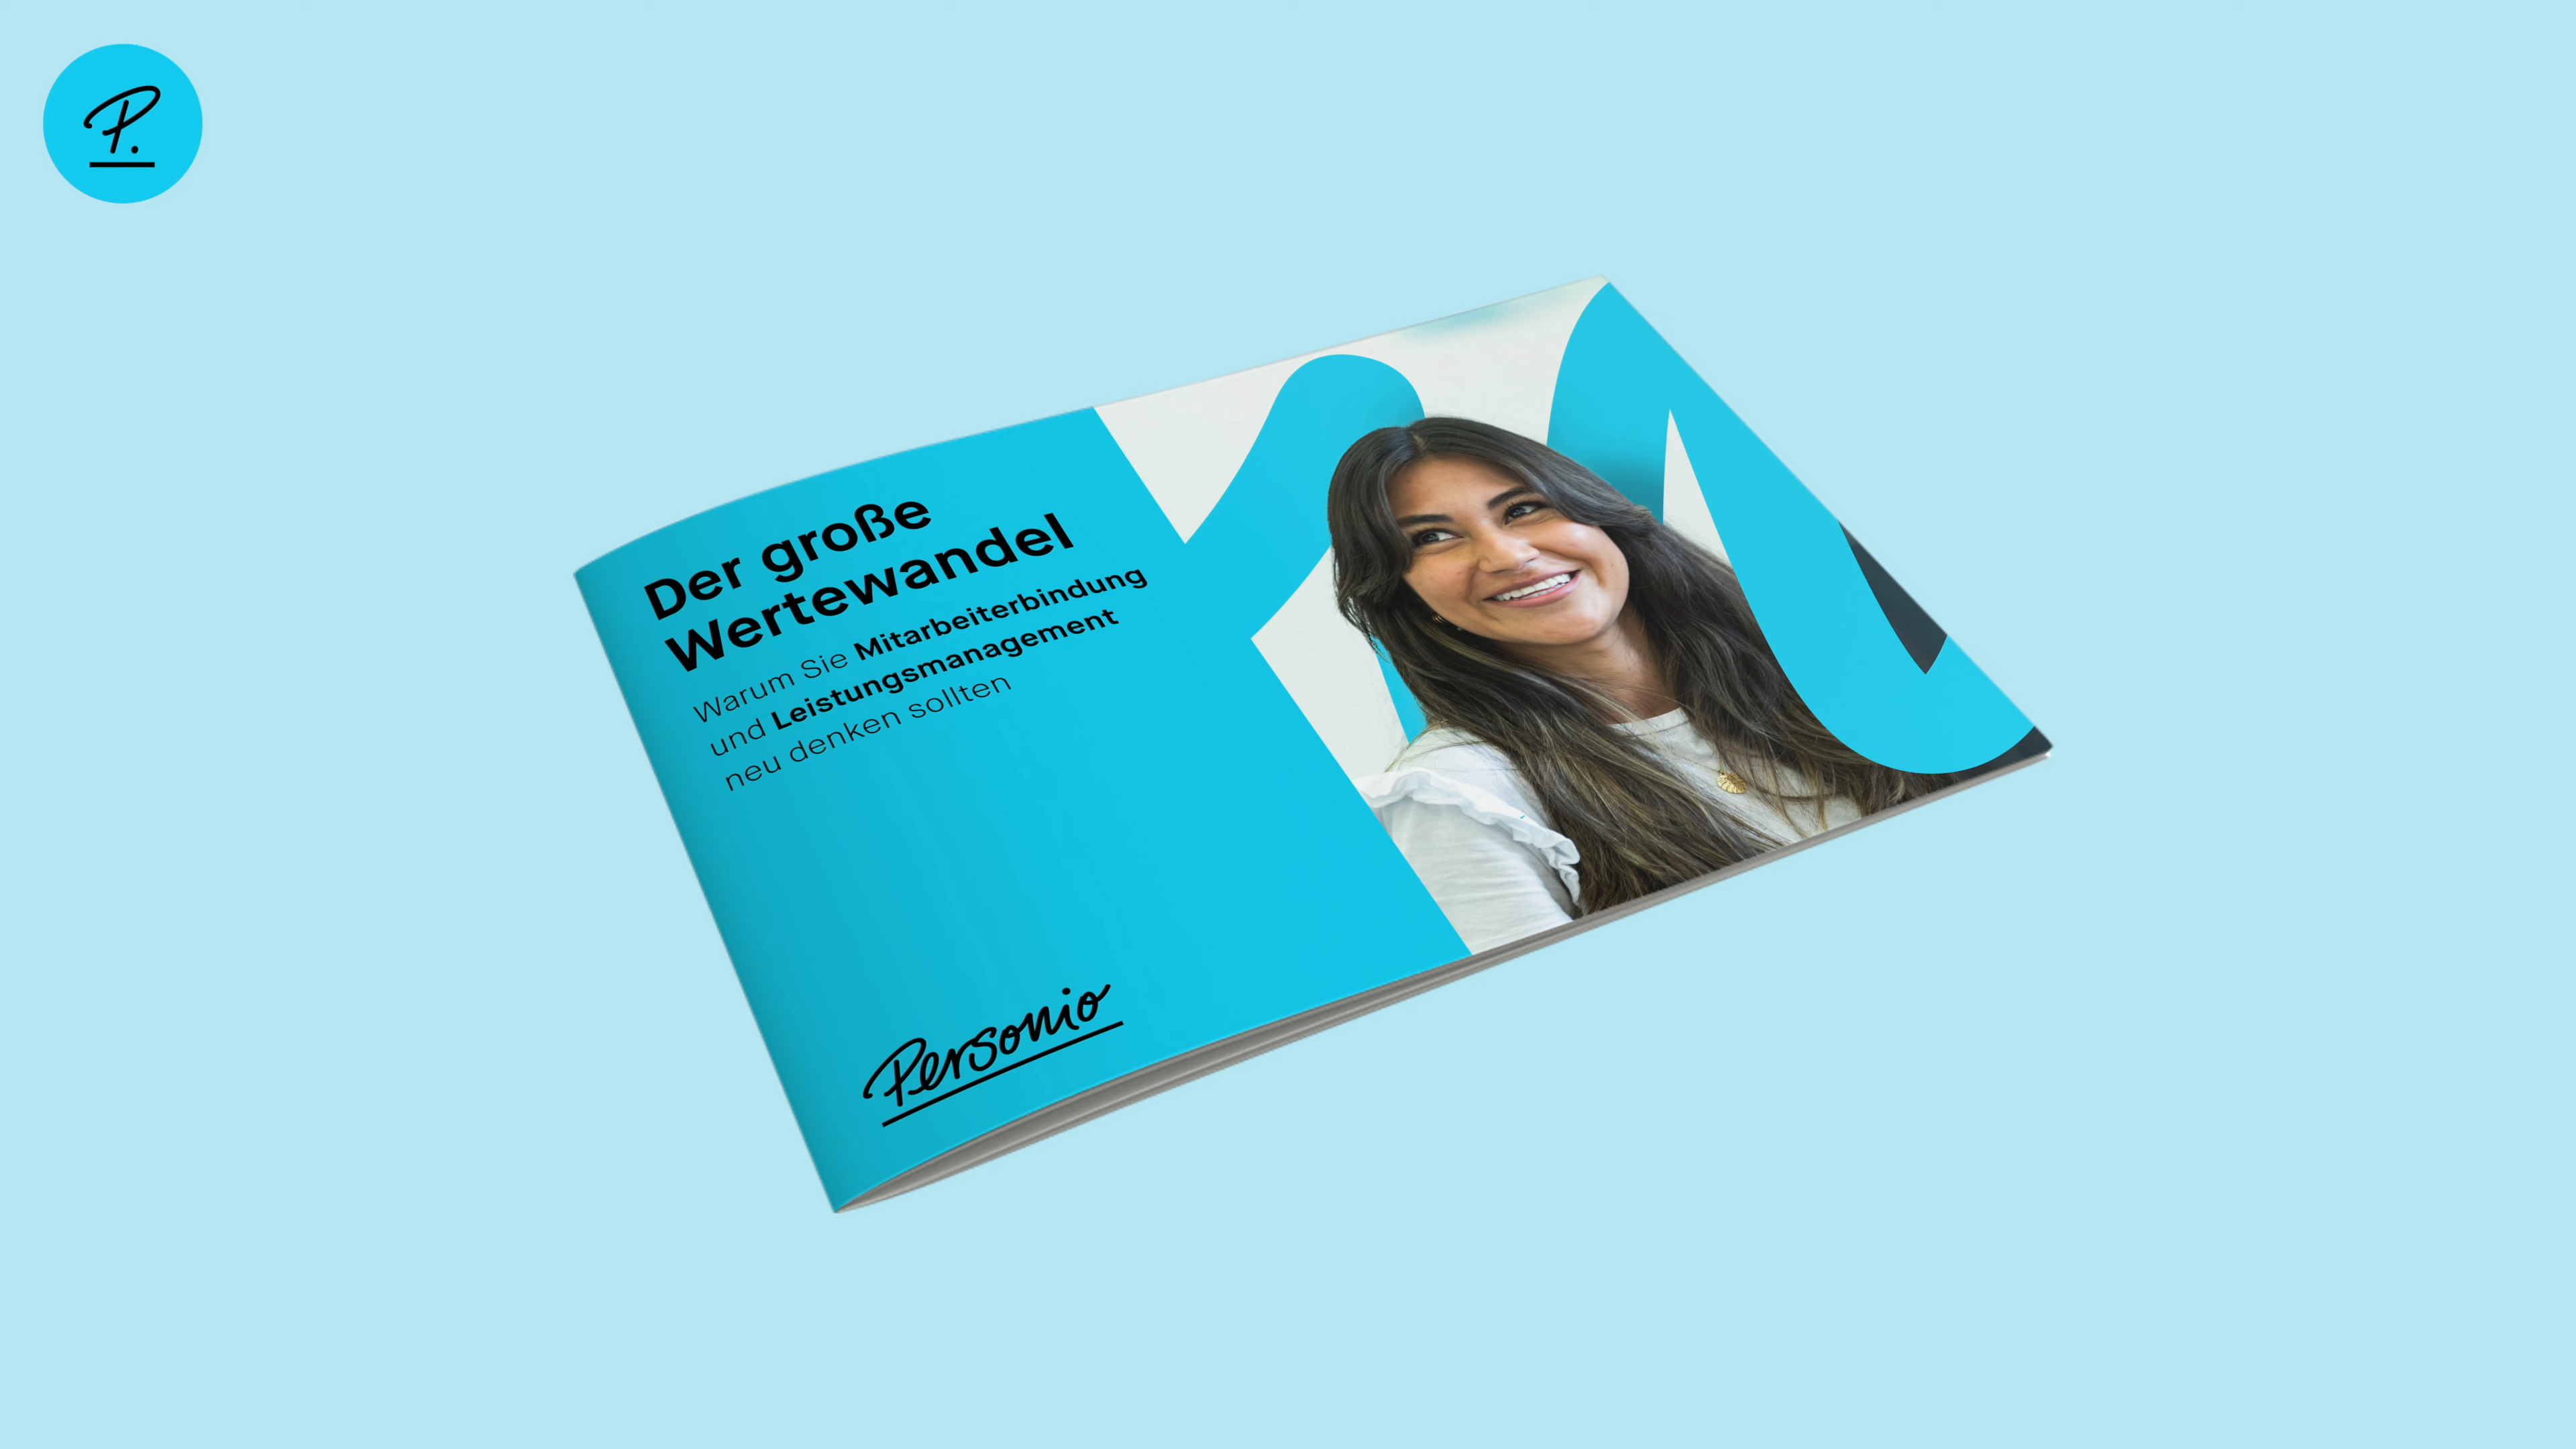 P.
Der große
Wertewandel
Warum Sie Mitarbeiterbindung
und Leistungsmanagement
neu denken sollten
Personio